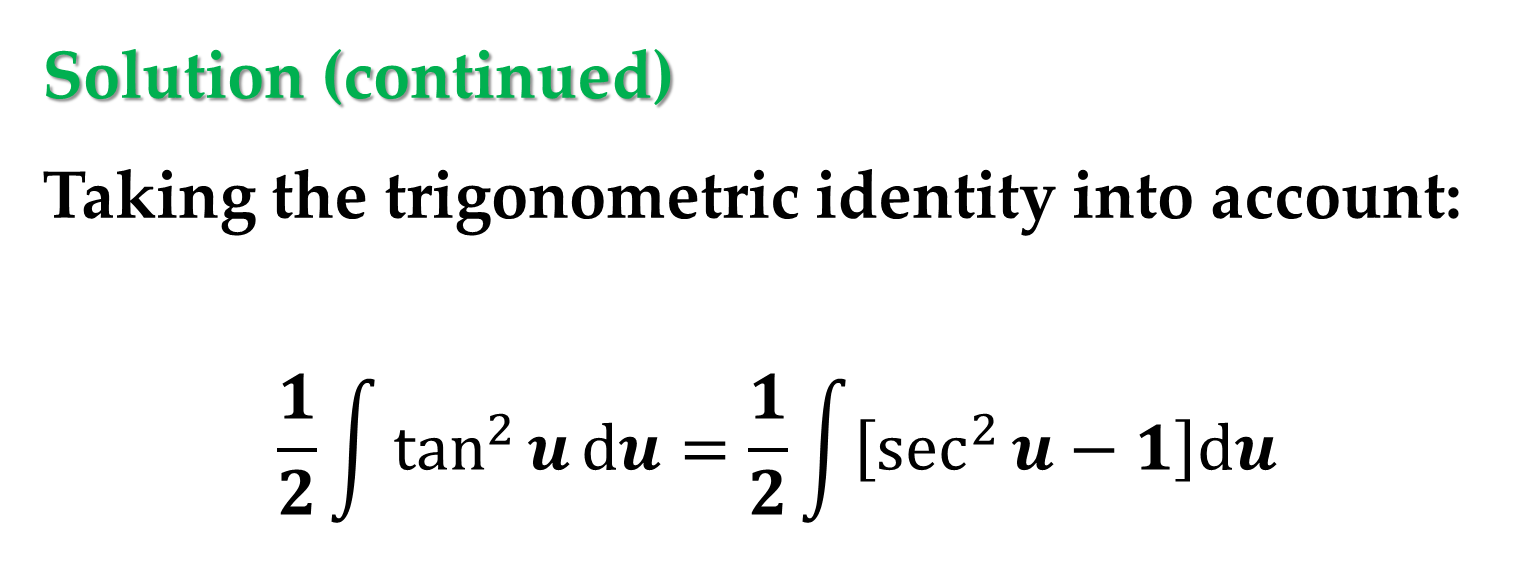 Solution (continued)
Taking the trigonometric identity into account:
1/2 ∫ tan² u du = 1/2 ∫ [sec² u − 1]du